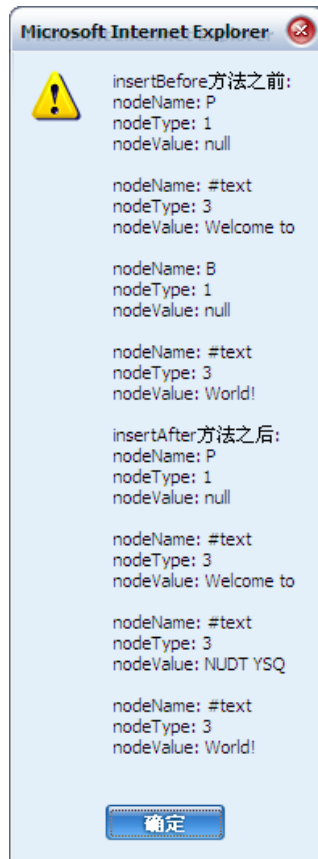 Microsoft Internet Explorer
insertBefore方法之前:
nodeName: P
nodeType: 1
nodeValue: null
nodeName: #text
nodeType: 3
nodeValue: Welcome to
nodeName: B
nodeType: 1
nodeValue: null
nodeName: #text
nodeType: 3
nodeValue: World!
insertAfter方法之后:
nodeName: P
nodeType: 1
nodeValue: null
nodeName: #text
nodeType: 3
nodeValue: Welcome to
nodeName: #text
nodeType: 3
nodeValue: NUDT YSQ
nodeName: #text
nodeType: 3
nodeValue: World!
确定